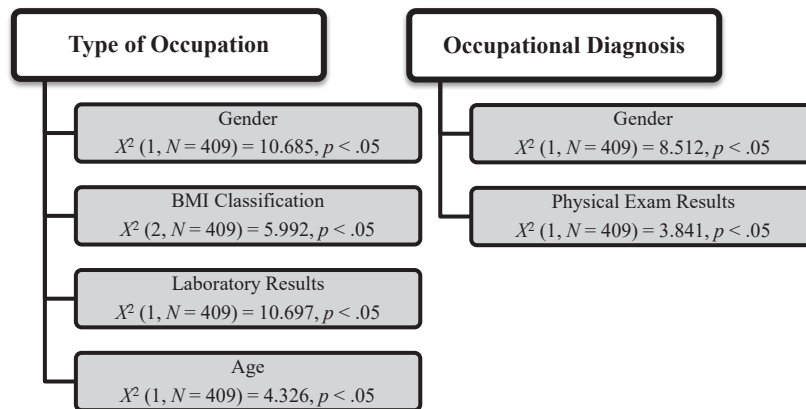 Type of Occupation
Gender
X² (1, N = 409) = 10.685, p < .05
BMI Classification
X² (2, N = 409) = 5.992, p < .05
Laboratory Results
X² (1, N = 409) = 10.697, p < .05
Age
X² (1, N = 409) = 4.326, p < .05
Occupational Diagnosis
Gender
X² (1, N = 409) = 8.512, p < .05
Physical Exam Results
X² (1, N = 409) = 3.841, p < .05